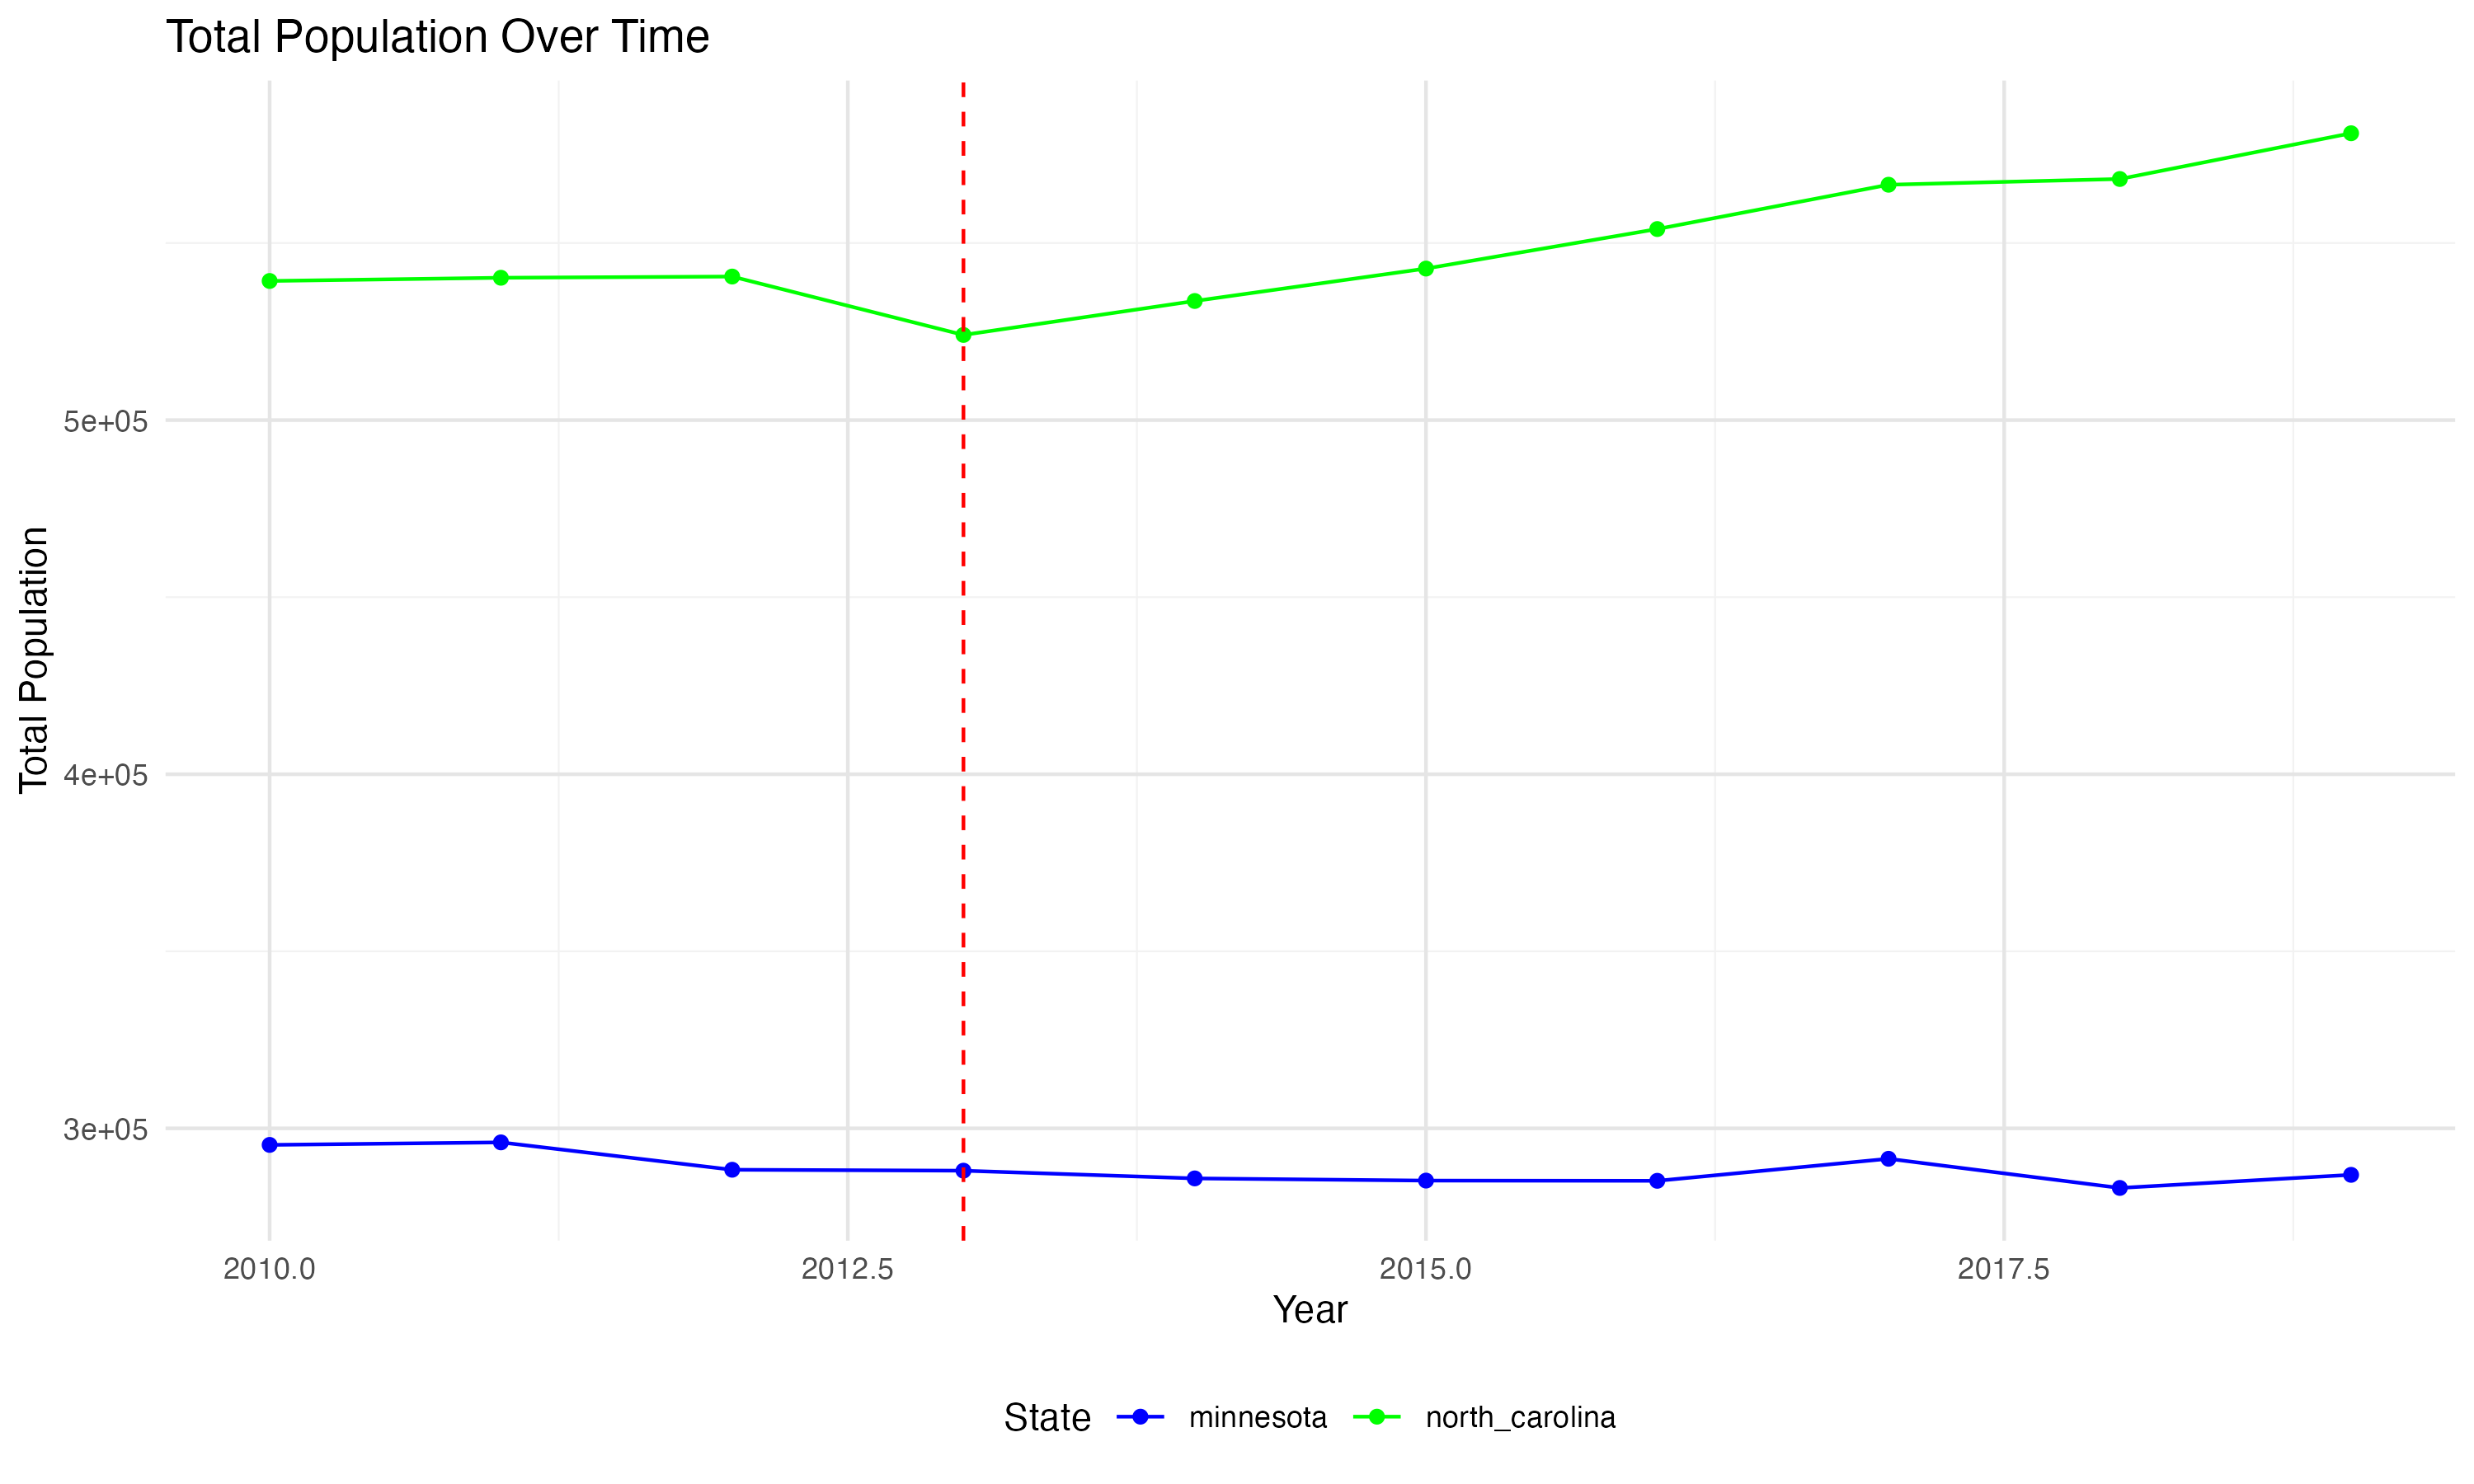 Total Population Over Time
Total Population
5e+05
4e+05
3e+05
2010.0 2012.5 2015.0 2017.5
Year
State minnesota north_carolina